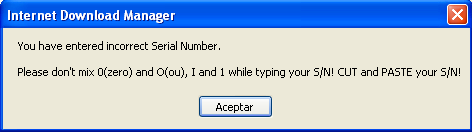 Internet Download Manager
You have entered incorrect Serial Number.
Please don't mix 0(zero) and O(ou), I and 1 while typing your S/N! CUT and PASTE your S/N!
Aceptar